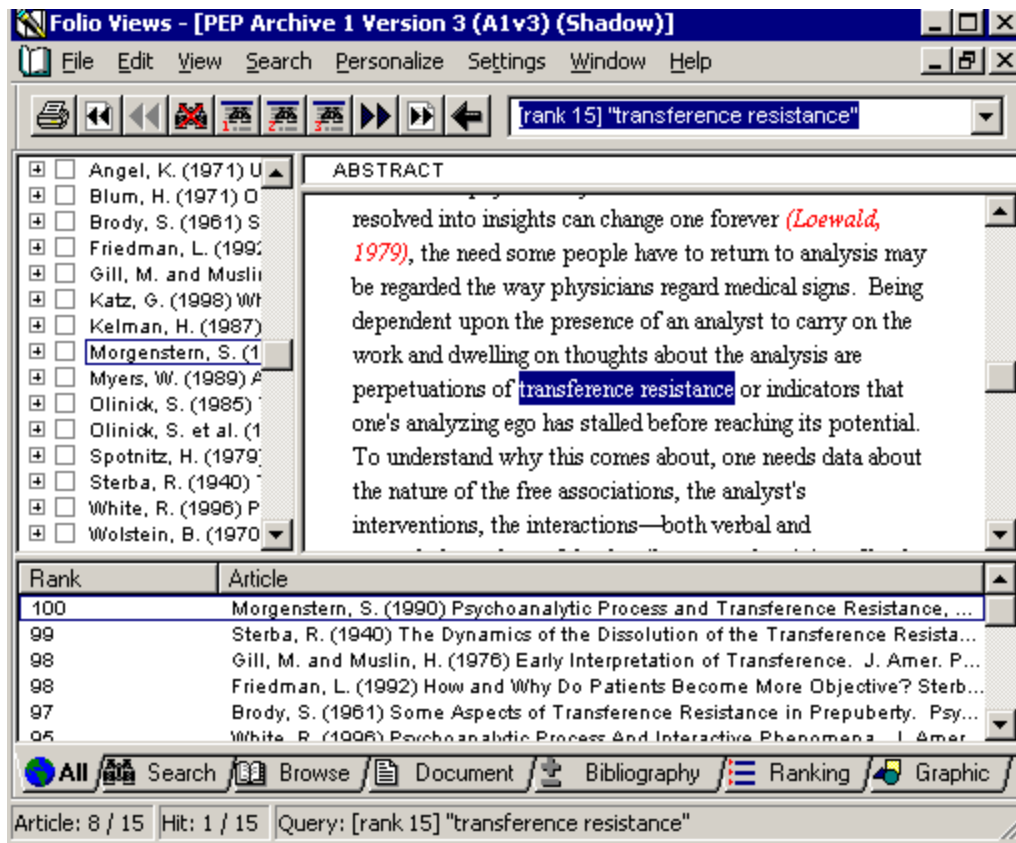 Folio Views - [PEP Archive 1 Version 3 (A1v3) (Shadow)]
File Edit View Search Personalize Settings Window Help
[rank 15] "transference resistance"
Angel, K. (1971) U
Blum, H. (1971) O
Brody, S. (1961) S
Friedman, L. (1992
Gill, M. and Muslin
Katz, G. (1998) Wh
Kelman, H. (1987)
Morgenstern, S. (1
Myers, W. (1989) A
Olinick, S. (1985)
Olinick, S. et al. (1
Spotnitz, H. (1979)
Sterba, R. (1940)
White, R. (1996) P
Wolstein, B. (1970
ABSTRACT
resolved into insights can change one forever (Loewald,
1979), the need some people have to return to analysis may
be regarded the way physicians regard medical signs. Being
dependent upon the presence of an analyst to carry on the
work and dwelling on thoughts about the analysis are
perpetuations of transference resistance or indicators that
one's analyzing ego has stalled before reaching its potential.
To understand why this comes about, one needs data about
the nature of the free associations, the analyst's
interventions, the interactions—both verbal and
Rank Article
100 Morgenstern, S. (1990) Psychoanalytic Process and Transference Resistance, ...
99 Sterba, R. (1940) The Dynamics of the Dissolution of the Transference Resista...
98 Gill, M. and Muslin, H. (1976) Early Interpretation of Transference. J. Amer. P...
98 Friedman, L. (1992) How and Why Do Patients Become More Objective? Sterb...
97 Brody, S. (1961) Some Aspects of Transference Resistance in Prepuberty. Psy...
95 White, R. (1996) Psychoanalytic Process And Interactive Phenomena. J. Amer
All Search Browse Document Bibliography Ranking Graphic
Article: 8 / 15 Hit: 1 / 15 Query: [rank 15] "transference resistance"